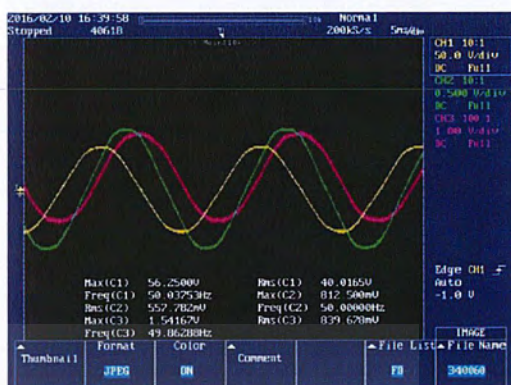 2016/02/10 16:39:58 Normal
Stopped 40618 200kS/s 5ms/div
CH1 10:1
50.0 V/div
DC Full
CH2 10:1
0.500 V/div
DC Full
CH3 100:1
1.00 V/div
DC Full
Max(C1) 56.2500V Rms(C1) 40.0165V
Freq(C1) 50.03753Hz Max(C2) 812.500mV
Rms(C2) 557.782mV Freq(C2) 50.00000Hz
Max(C3) 1.54167V Rms(C3) 839.678mV
Freq(C3) 49.86288Hz
Edge CH1
Auto
-1.0 V
IMAGE
Thumbnail
Format
JPEG
Color
ON
Comment
File List
FD
File Name
340060